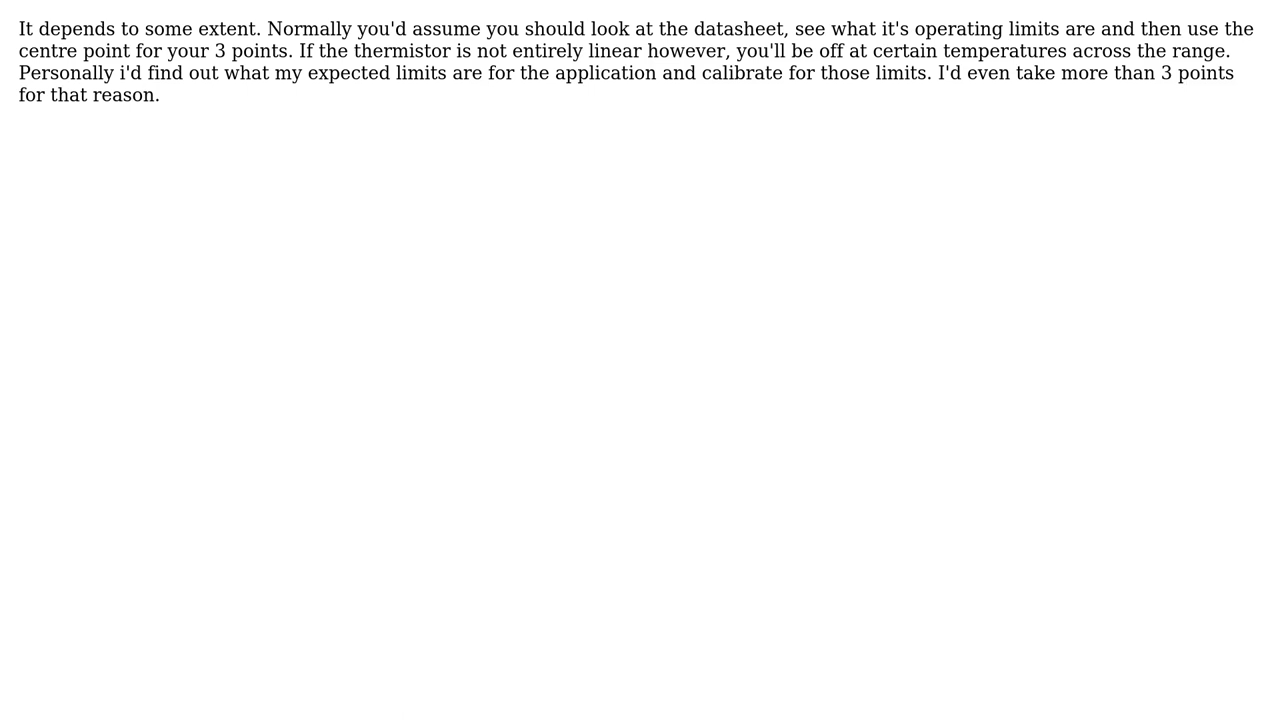 It depends to some extent. Normally you'd assume you should look at the datasheet, see what it's operating limits are and then use the
centre point for your 3 points. If the thermistor is not entirely linear however, you'll be off at certain temperatures across the range.
Personally i'd find out what my expected limits are for the application and calibrate for those limits. I'd even take more than 3 points
for that reason.